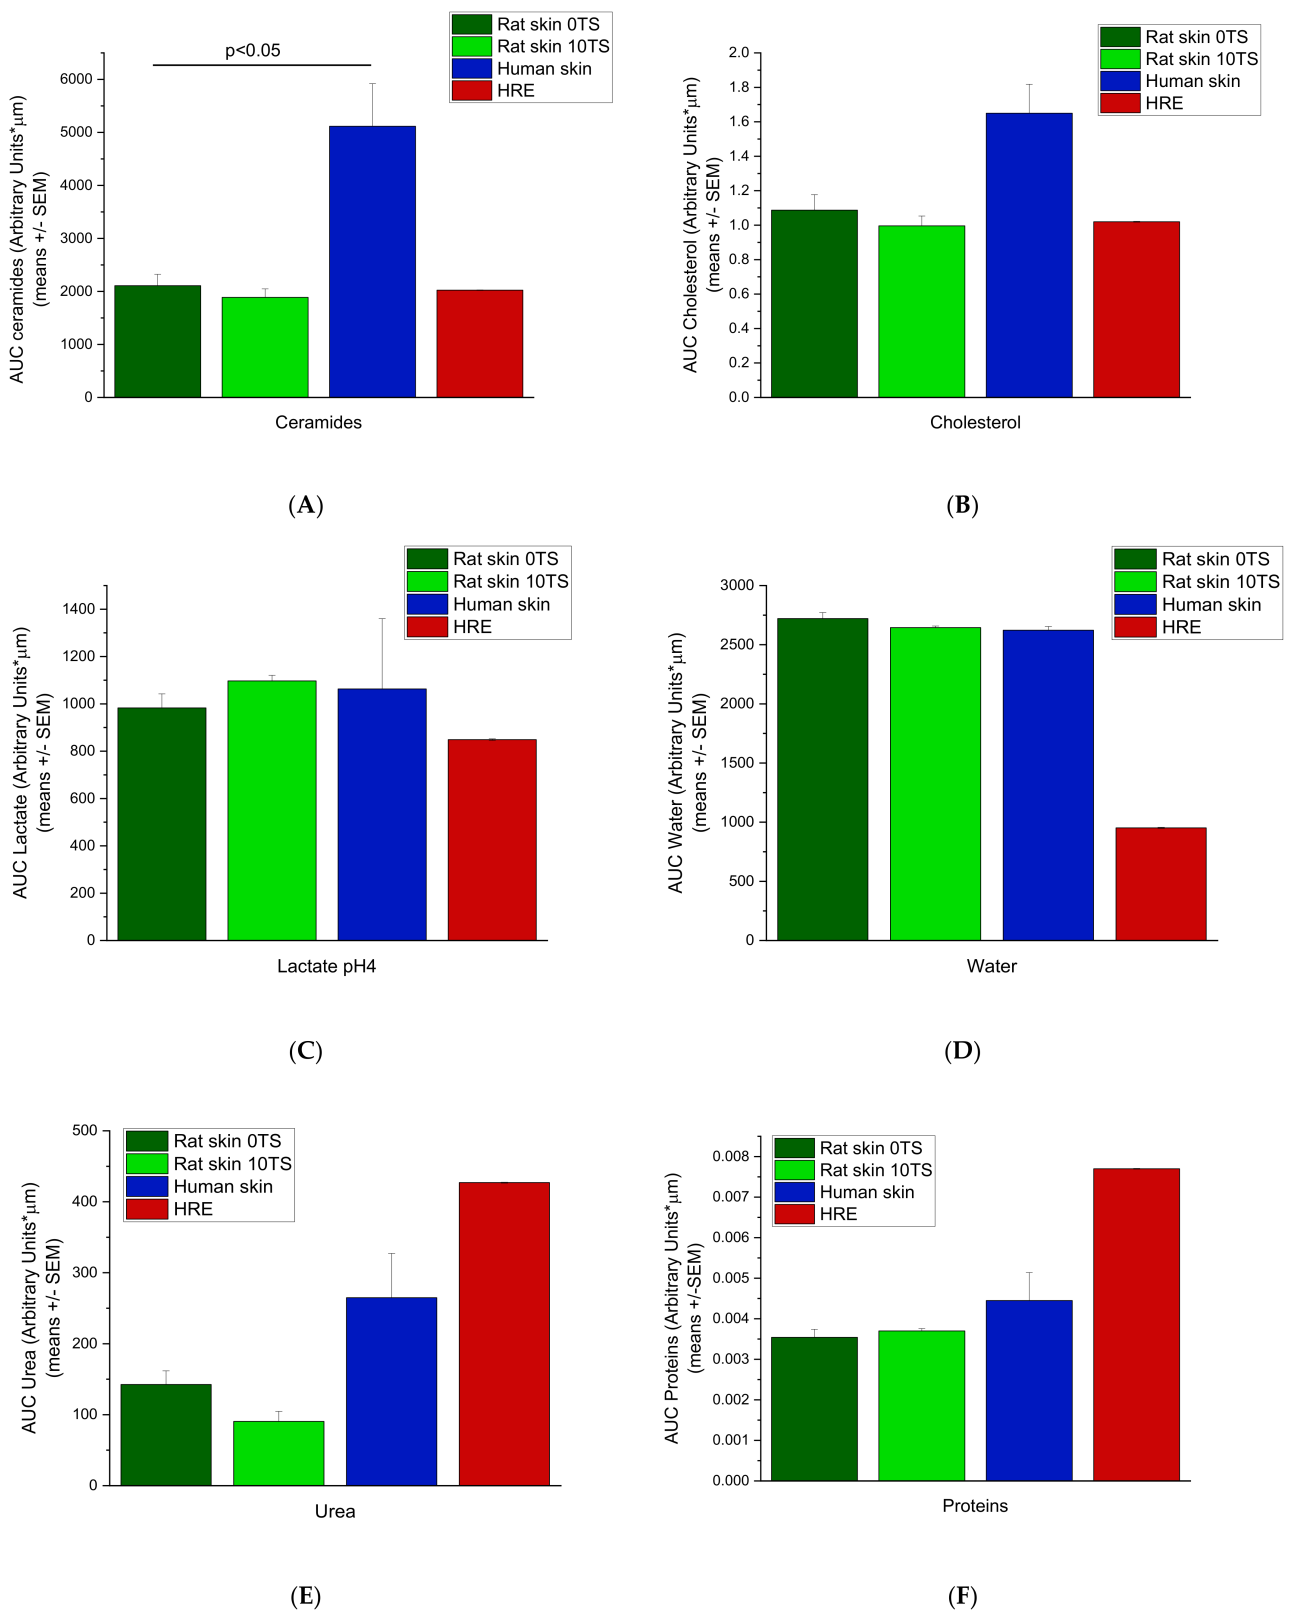 Rat skin 0TS
Rat skin 10TS
Human skin
HRE
p<0.05
AUC ceramides (Arbitrary Units*μm)
(means +/- SEM)
6000
5000
4000
3000
2000
1000
0
Ceramides
(A)
Rat skin 0TS
Rat skin 10TS
Human skin
HRE
AUC Cholesterol (Arbitrary Units*μm)
(means +/- SEM)
2.0
1.8
1.6
1.4
1.2
1.0
0.8
0.6
0.4
0.2
0.0
Cholesterol
(B)
Rat skin 0TS
Rat skin 10TS
Human skin
HRE
AUC Lactate (Arbitrary Units*μm)
(means +/- SEM)
1400
1200
1000
800
600
400
200
0
Lactate pH4
(C)
Rat skin 0TS
Rat skin 10TS
Human skin
HRE
AUC Water (Arbitrary Units*μm)
(means +/- SEM)
3000
2500
2000
1500
1000
500
0
Water
(D)
Rat skin 0TS
Rat skin 10TS
Human skin
HRE
AUC Urea (Arbitrary Units*μm)
(means +/- SEM)
500
400
300
200
100
0
Urea
(E)
Rat skin 0TS
Rat skin 10TS
Human skin
HRE
AUC Proteins (Arbitrary Units*μm)
(means +/-SEM)
0.008
0.007
0.006
0.005
0.004
0.003
0.002
0.001
0.000
Proteins
(F)